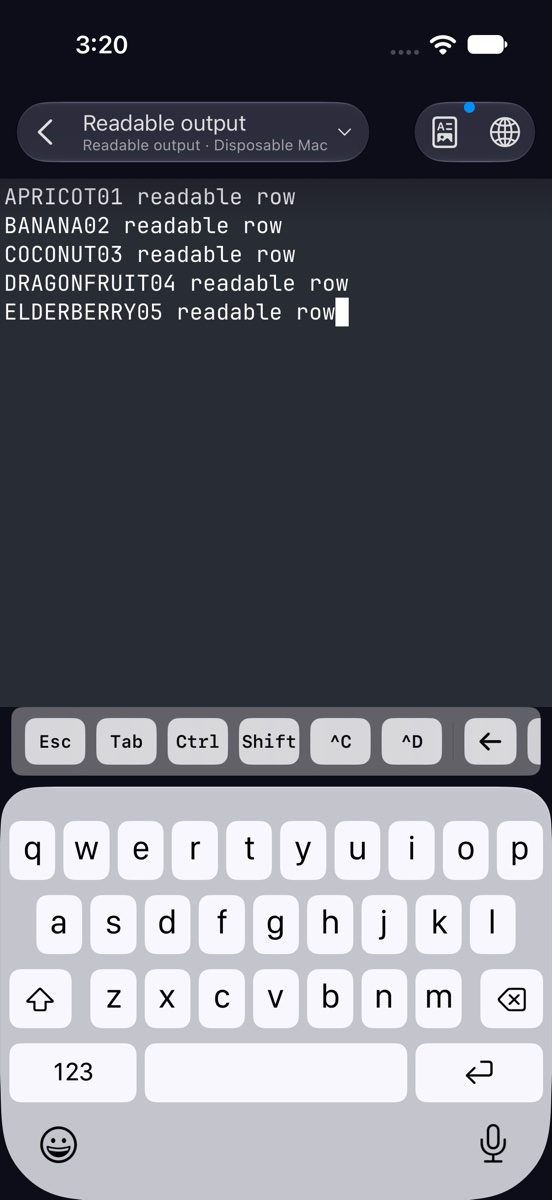 3:20
Readable output
Readable output · Disposable Mac
APRICOT01 readable row
BANANA02 readable row
COCONUT03 readable row
DRAGONFRUIT04 readable row
ELDERBERRY05 readable row
Esc Tab Ctrl Shift ^C ^D ←
q w e r t y u i o p
a s d f g h j k l
z x c v b n m
123